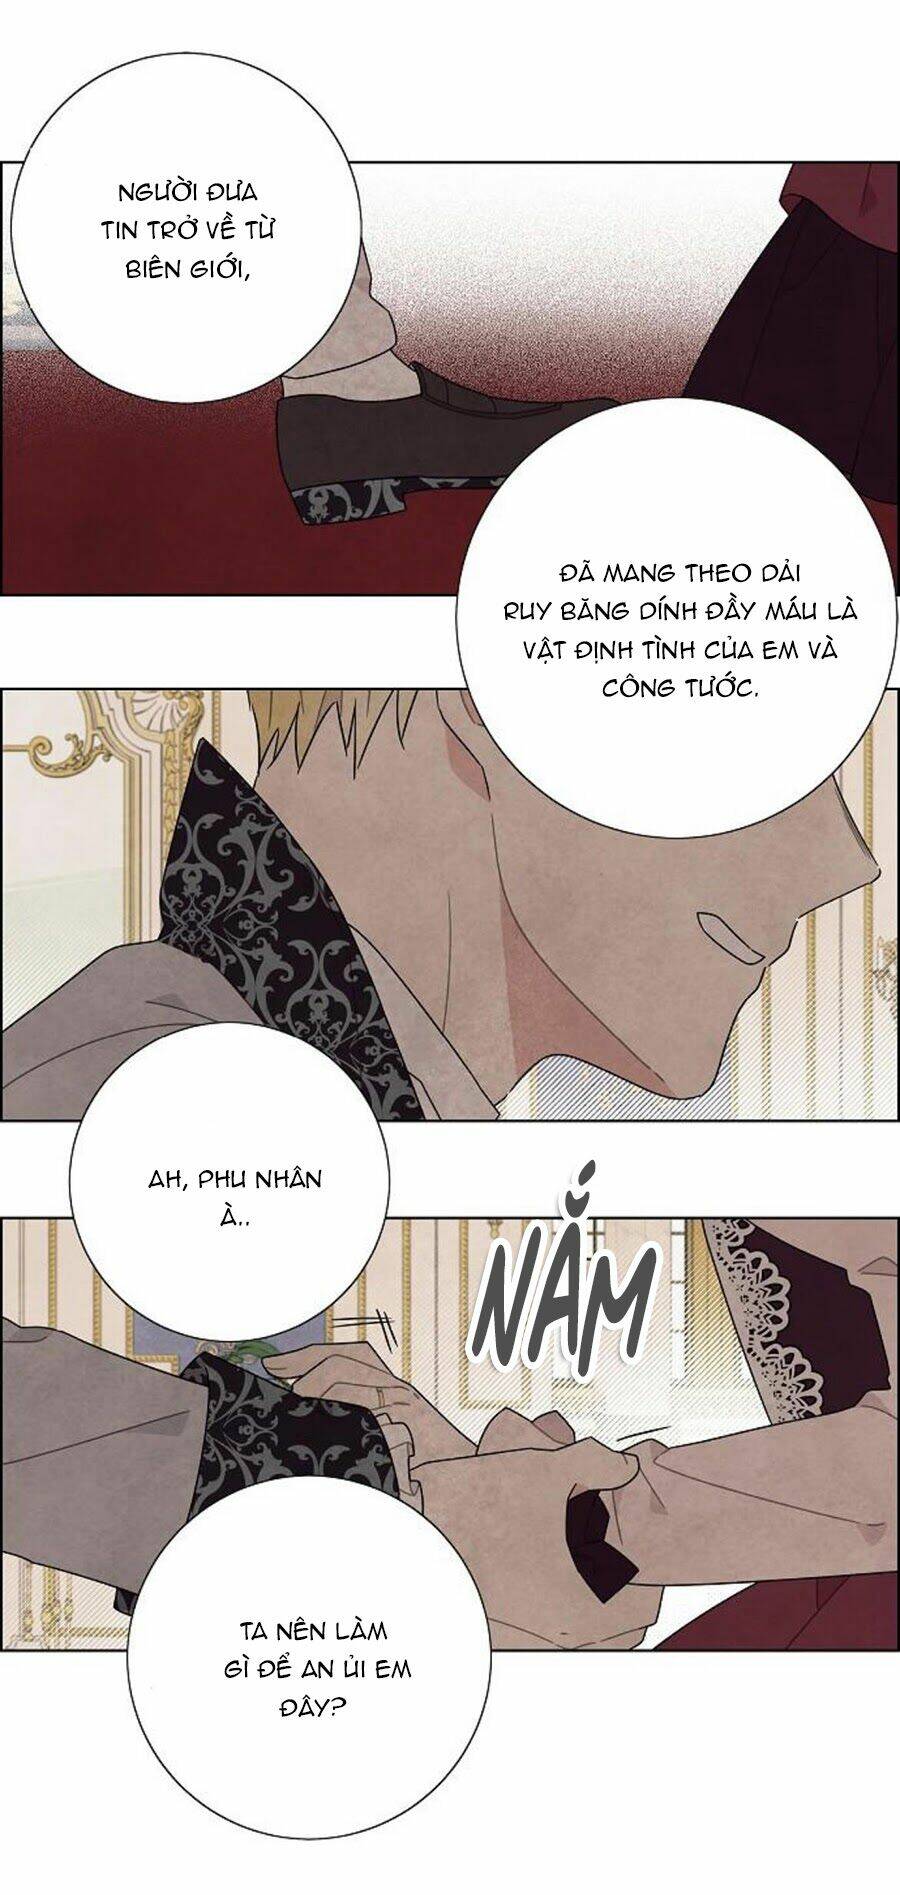 NGƯỜI ĐƯA
TIN TRỞ VỀ TỪ
BIÊN GIỚI,
ĐÃ MANG THEO DẢI
RUY BĂNG DÍNH ĐẦY MÁU LÀ
VẬT ĐỊNH TÌNH CỦA EM VÀ
CÔNG TƯỚC.
AH, PHU NHÂN
À..
NẮM
TA NÊN LÀM
GÌ ĐỂ AN ỦI EM
ĐÂY?